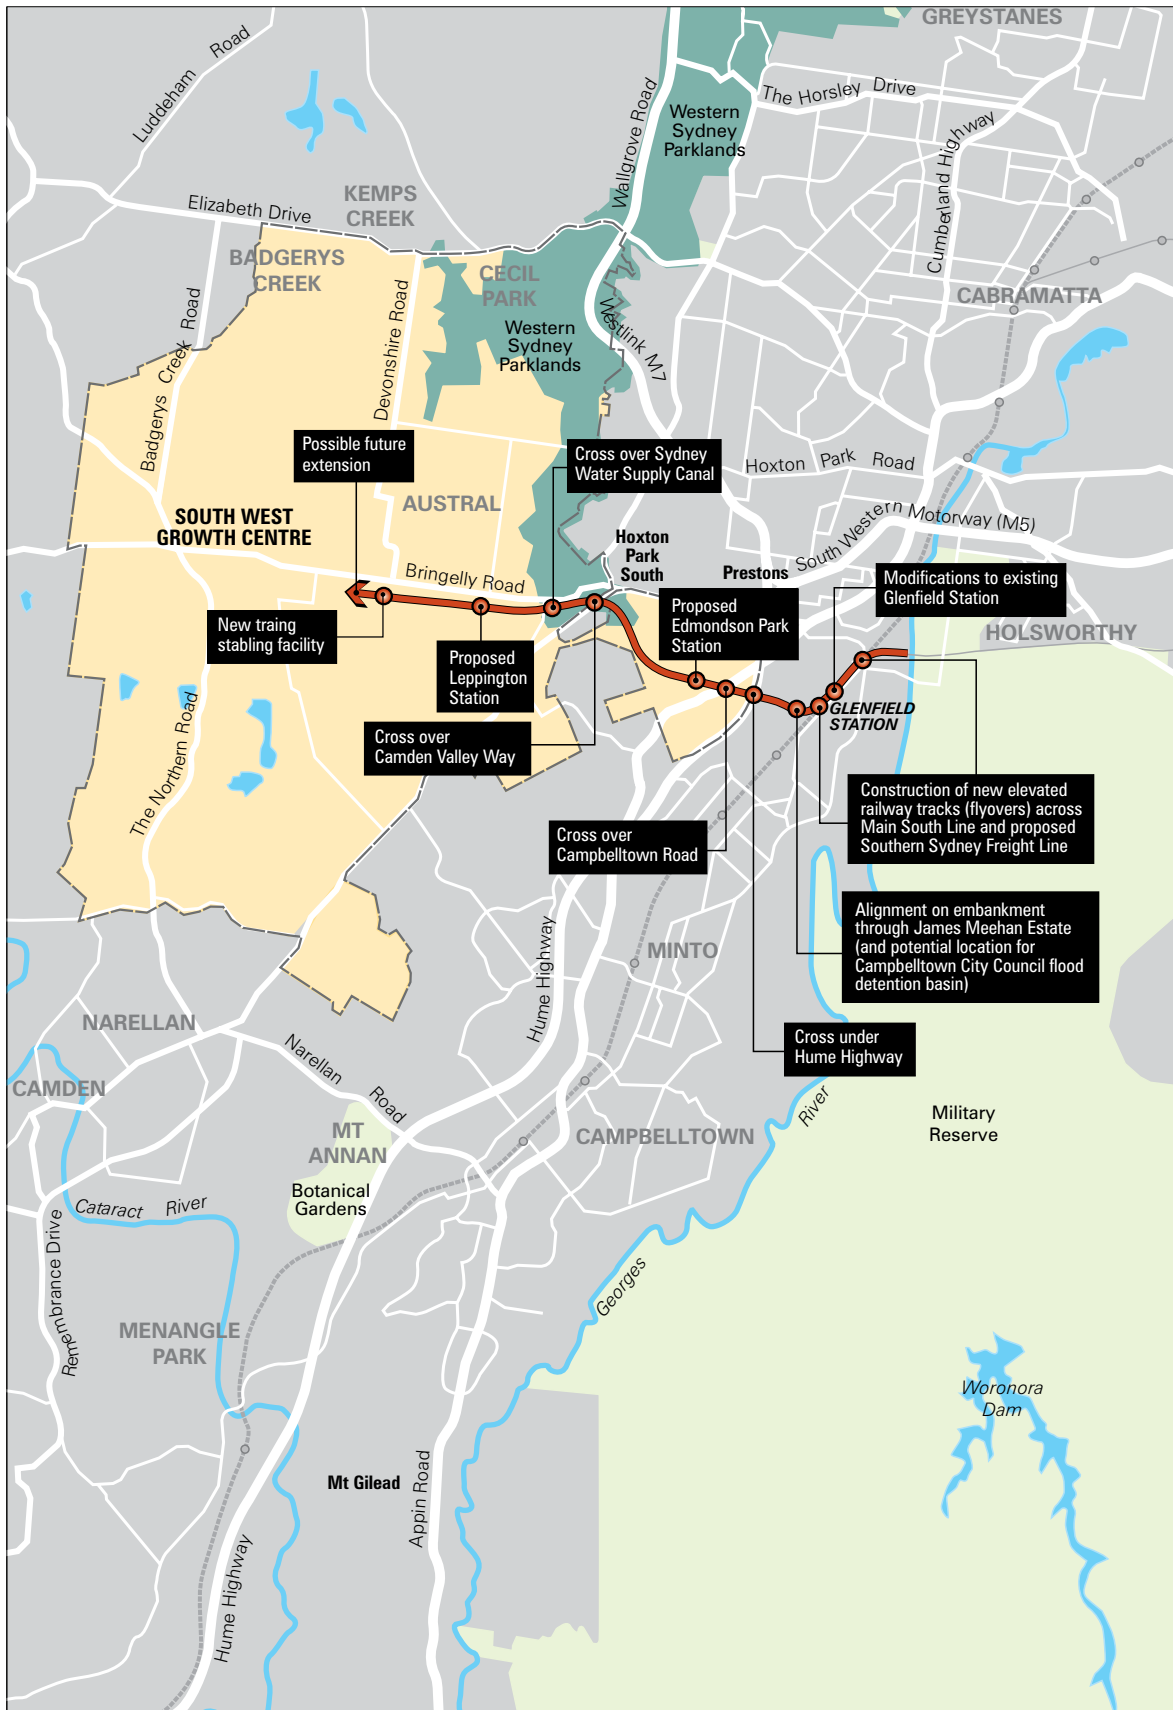 GREYSTANES
Luddeham Road
The Horsley Drive
Wallgrove Road
Western
Sydney
Parklands
Cumberland Highway
KEMPS
CREEK
Elizabeth Drive
BADGERYS
CREEK
CECIL
PARK
CABRAMATTA
Badgerys Creek Road
Devonshire Road
Western
Sydney
Parklands
Westlink M7
Possible future
extension
Cross over Sydney
Water Supply Canal
Hoxton Park Road
AUSTRAL
SOUTH WEST
GROWTH CENTRE
South Western Motorway (M5)
Hoxton
Park
South
Prestons
Bringelly Road
Modifications to existing
Glenfield Station
New traing
stabling facility
Proposed
Edmondson Park
Station
HOLSWORTHY
Proposed
Leppington
Station
GLENFIELD
STATION
The Northern Road
Cross over
Camden Valley Way
Construction of new elevated
railway tracks (flyovers) across
Main South Line and proposed
Southern Sydney Freight Line
Cross over
Campbelltown Road
Alignment on embankment
through James Meehan Estate
(and potential location for
Campbelltown City Council flood
detention basin)
MINTO
Hume Highway
NARELLAN
Cross under
Hume Highway
Narellan Road
CAMDEN
River
Military
Reserve
MT
ANNAN
CAMPBELLTOWN
Botanical
Gardens
Cataract River
Remembrance Drive
Georges
MENANGLE
PARK
Woronora
Dam
Mt Gilead
Appin Road
Hume Highway